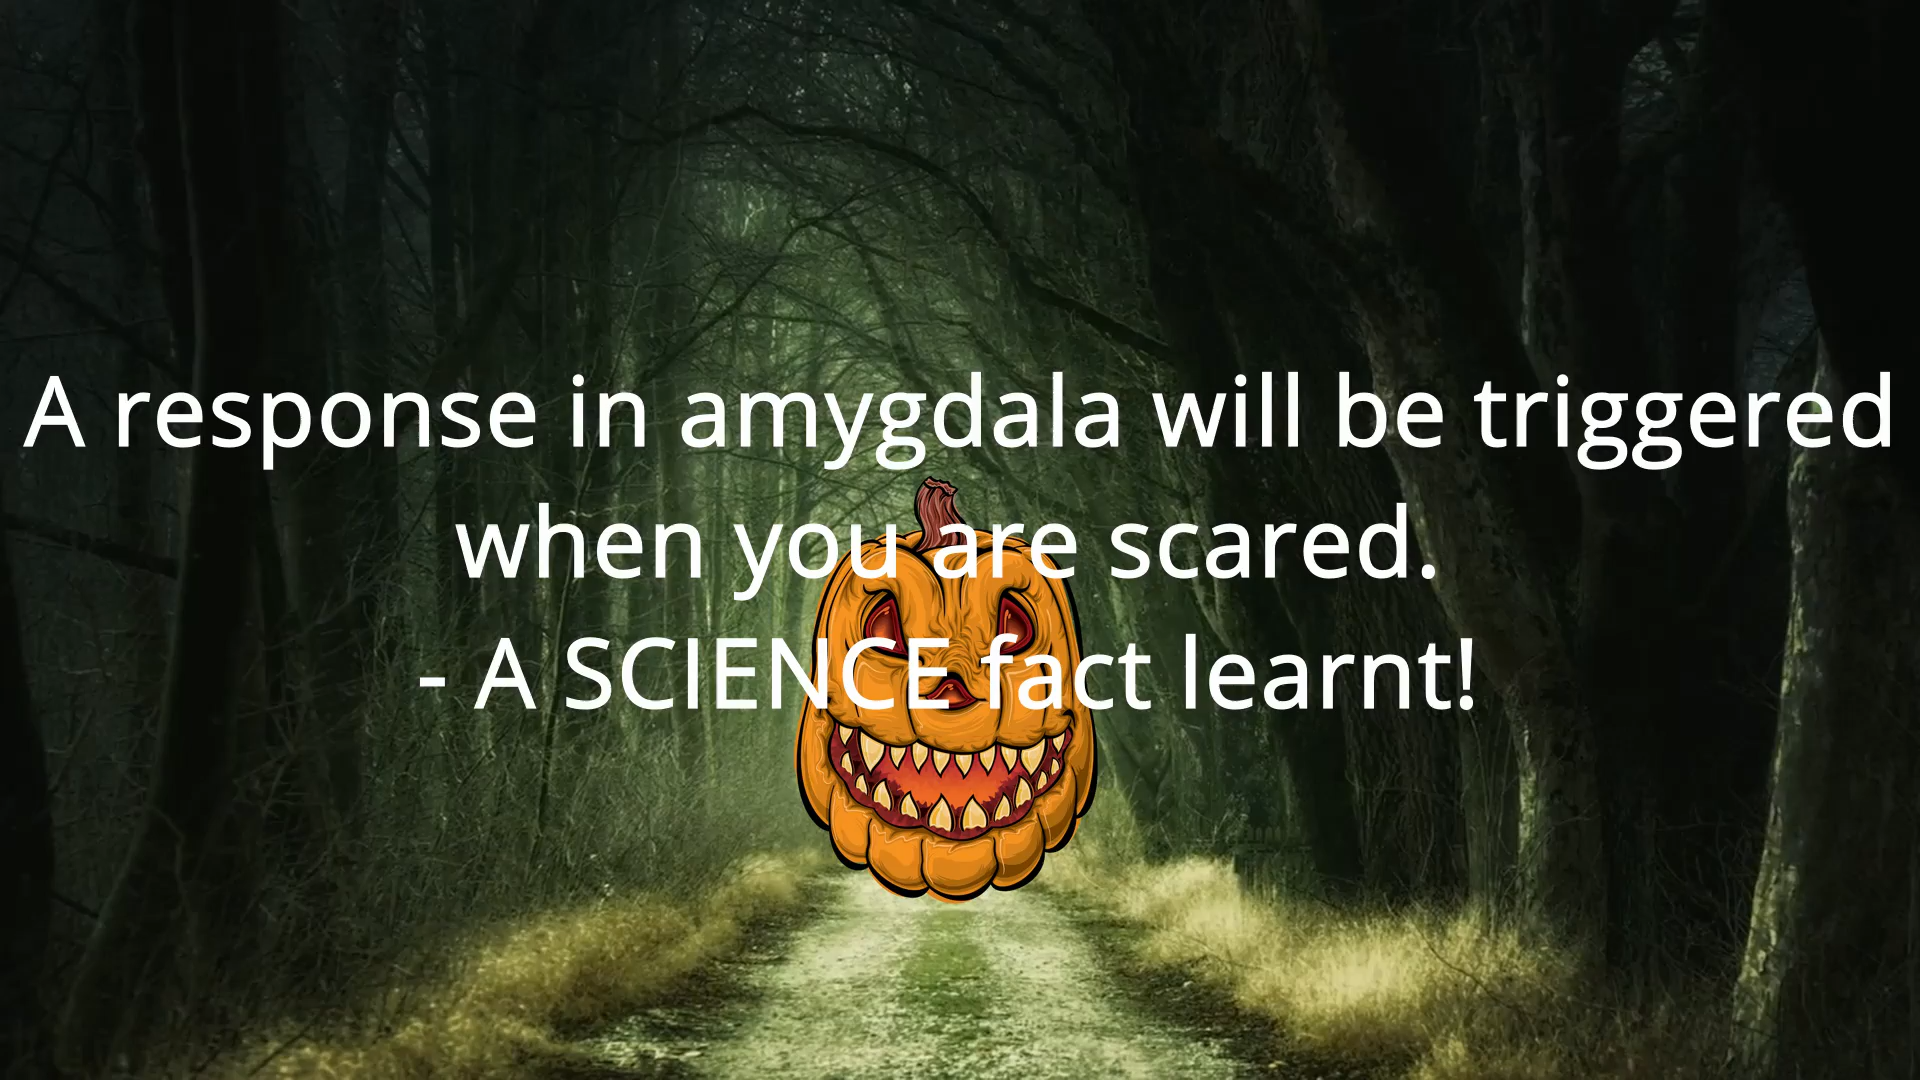 A response in amygdala will be triggered
when you are scared.
- A SCIENCE fact learnt!